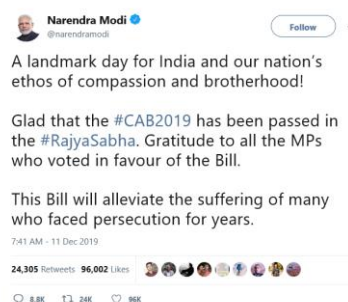 Narendra Modi
@narendramodi
Follow
A landmark day for India and our nation's
ethos of compassion and brotherhood!
Glad that the #CAB2019 has been passed in
the #RajyaSabha. Gratitude to all the MPs
who voted in favour of the Bill.
This Bill will alleviate the suffering of many
who faced persecution for years.
7:41 AM - 11 Dec 2019
24,305 Retweets 96,002 Likes
8.8K 24K 96K